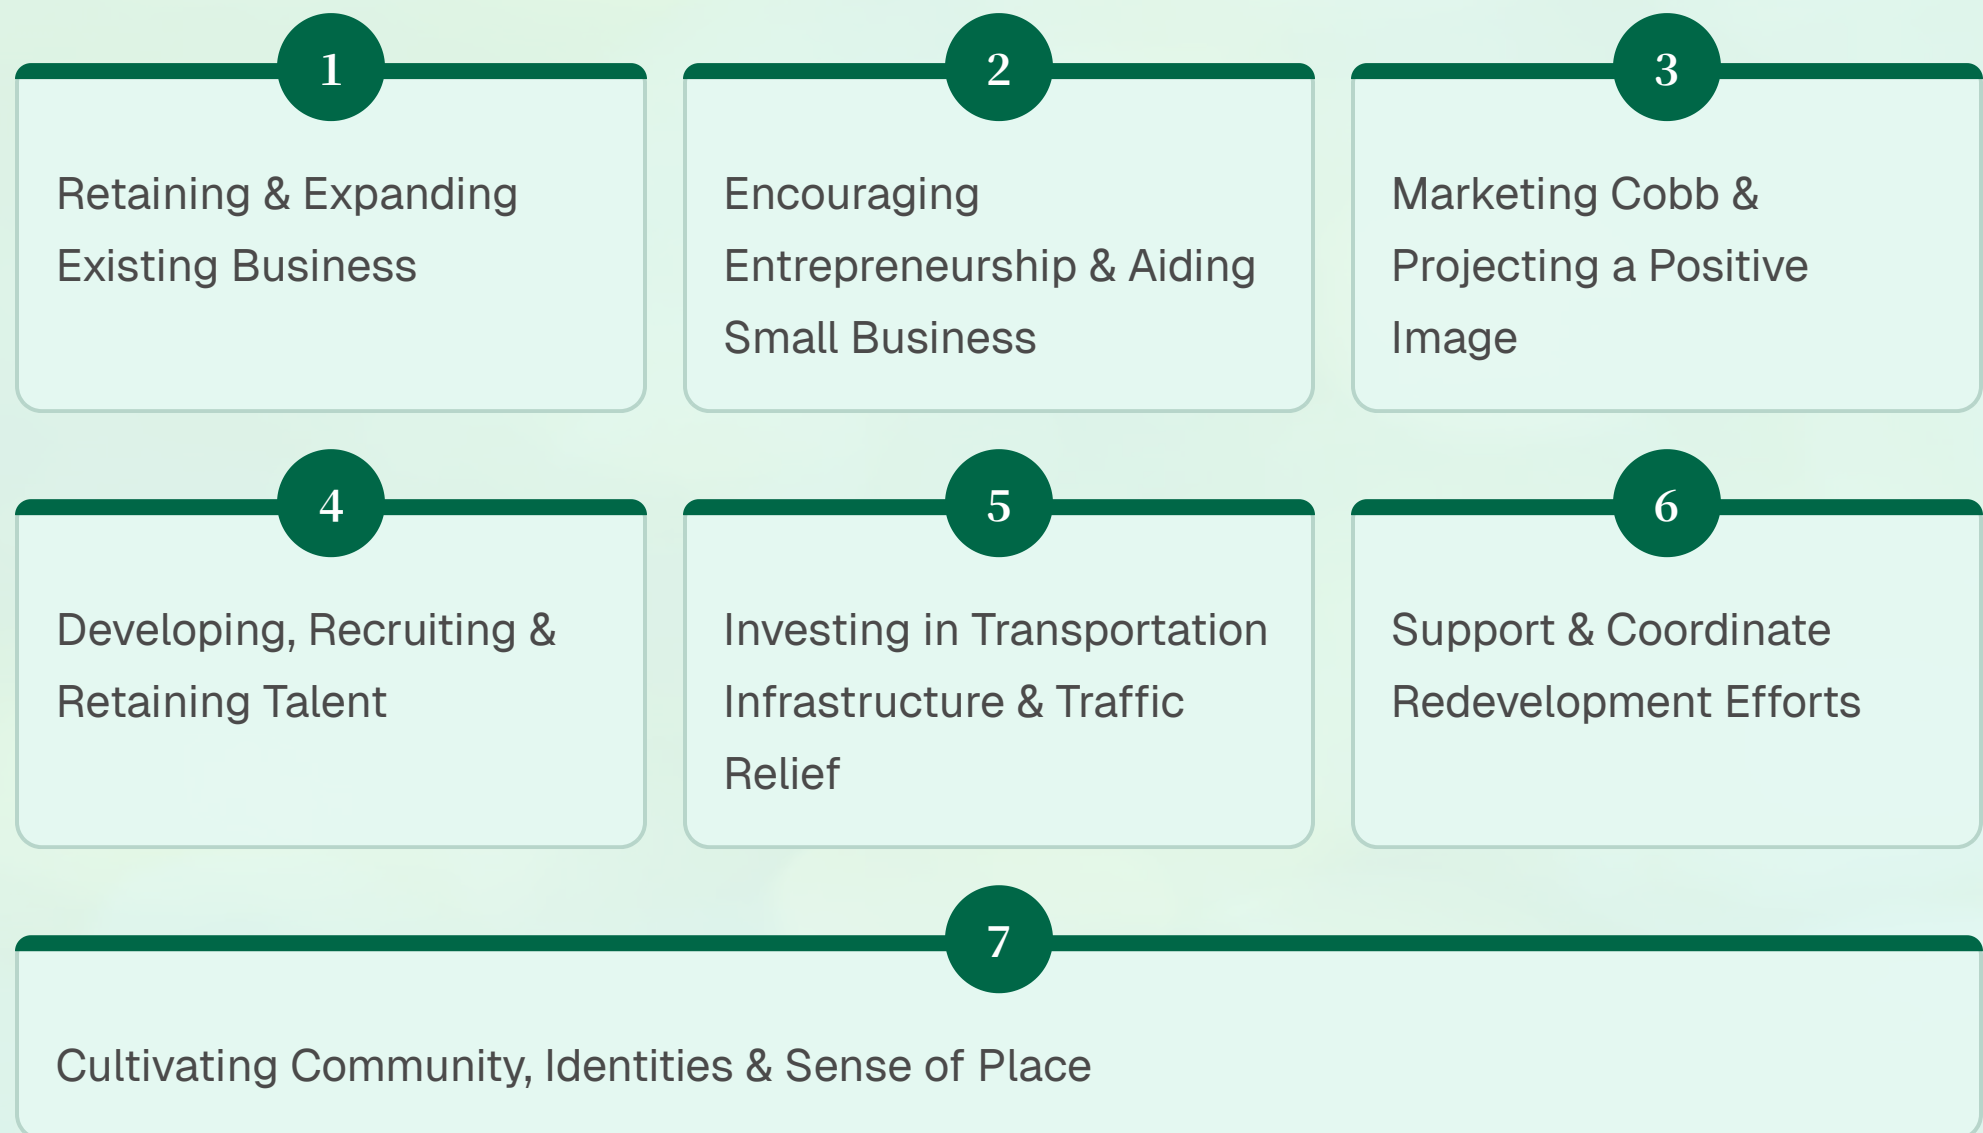 1
Retaining & Expanding
Existing Business
2
Encouraging
Entrepreneurship & Aiding
Small Business
3
Marketing Cobb &
Projecting a Positive
Image
4
Developing, Recruiting &
Retaining Talent
5
Investing in Transportation
Infrastructure & Traffic
Relief
6
Support & Coordinate
Redevelopment Efforts
7
Cultivating Community, Identities & Sense of Place